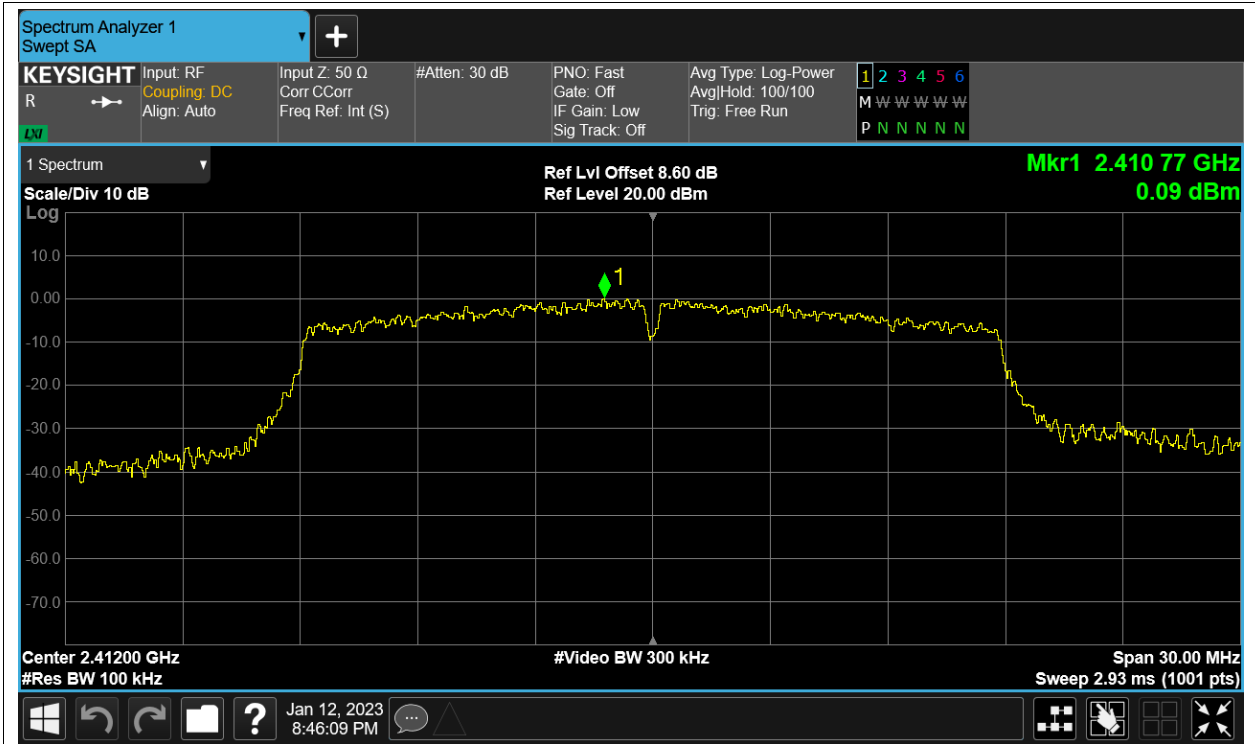 Spectrum Analyzer 1
Swept SA
KEYSIGHT
R
LXI
Input: RF
Coupling: DC
Align: Auto
Input Z: 50 Ω
Corr CCorr
Freq Ref: Int (S)
#Atten: 30 dB
PNO: Fast
Gate: Off
IF Gain: Low
Sig Track: Off
Avg Type: Log-Power
Avg|Hold: 100/100
Trig: Free Run
1 2 3 4 5 6
M W W W W W
P N N N N N
1 Spectrum
Scale/Div 10 dB
Log
Ref Lvl Offset 8.60 dB
Ref Level 20.00 dBm
Mkr1 2.410 77 GHz
0.09 dBm
10.0
0.00
-10.0
-20.0
-30.0
-40.0
-50.0
-60.0
-70.0
1
Center 2.41200 GHz
#Res BW 100 kHz
#Video BW 300 kHz
Span 30.00 MHz
Sweep 2.93 ms (1001 pts)
?
Jan 12, 2023
8:46:09 PM